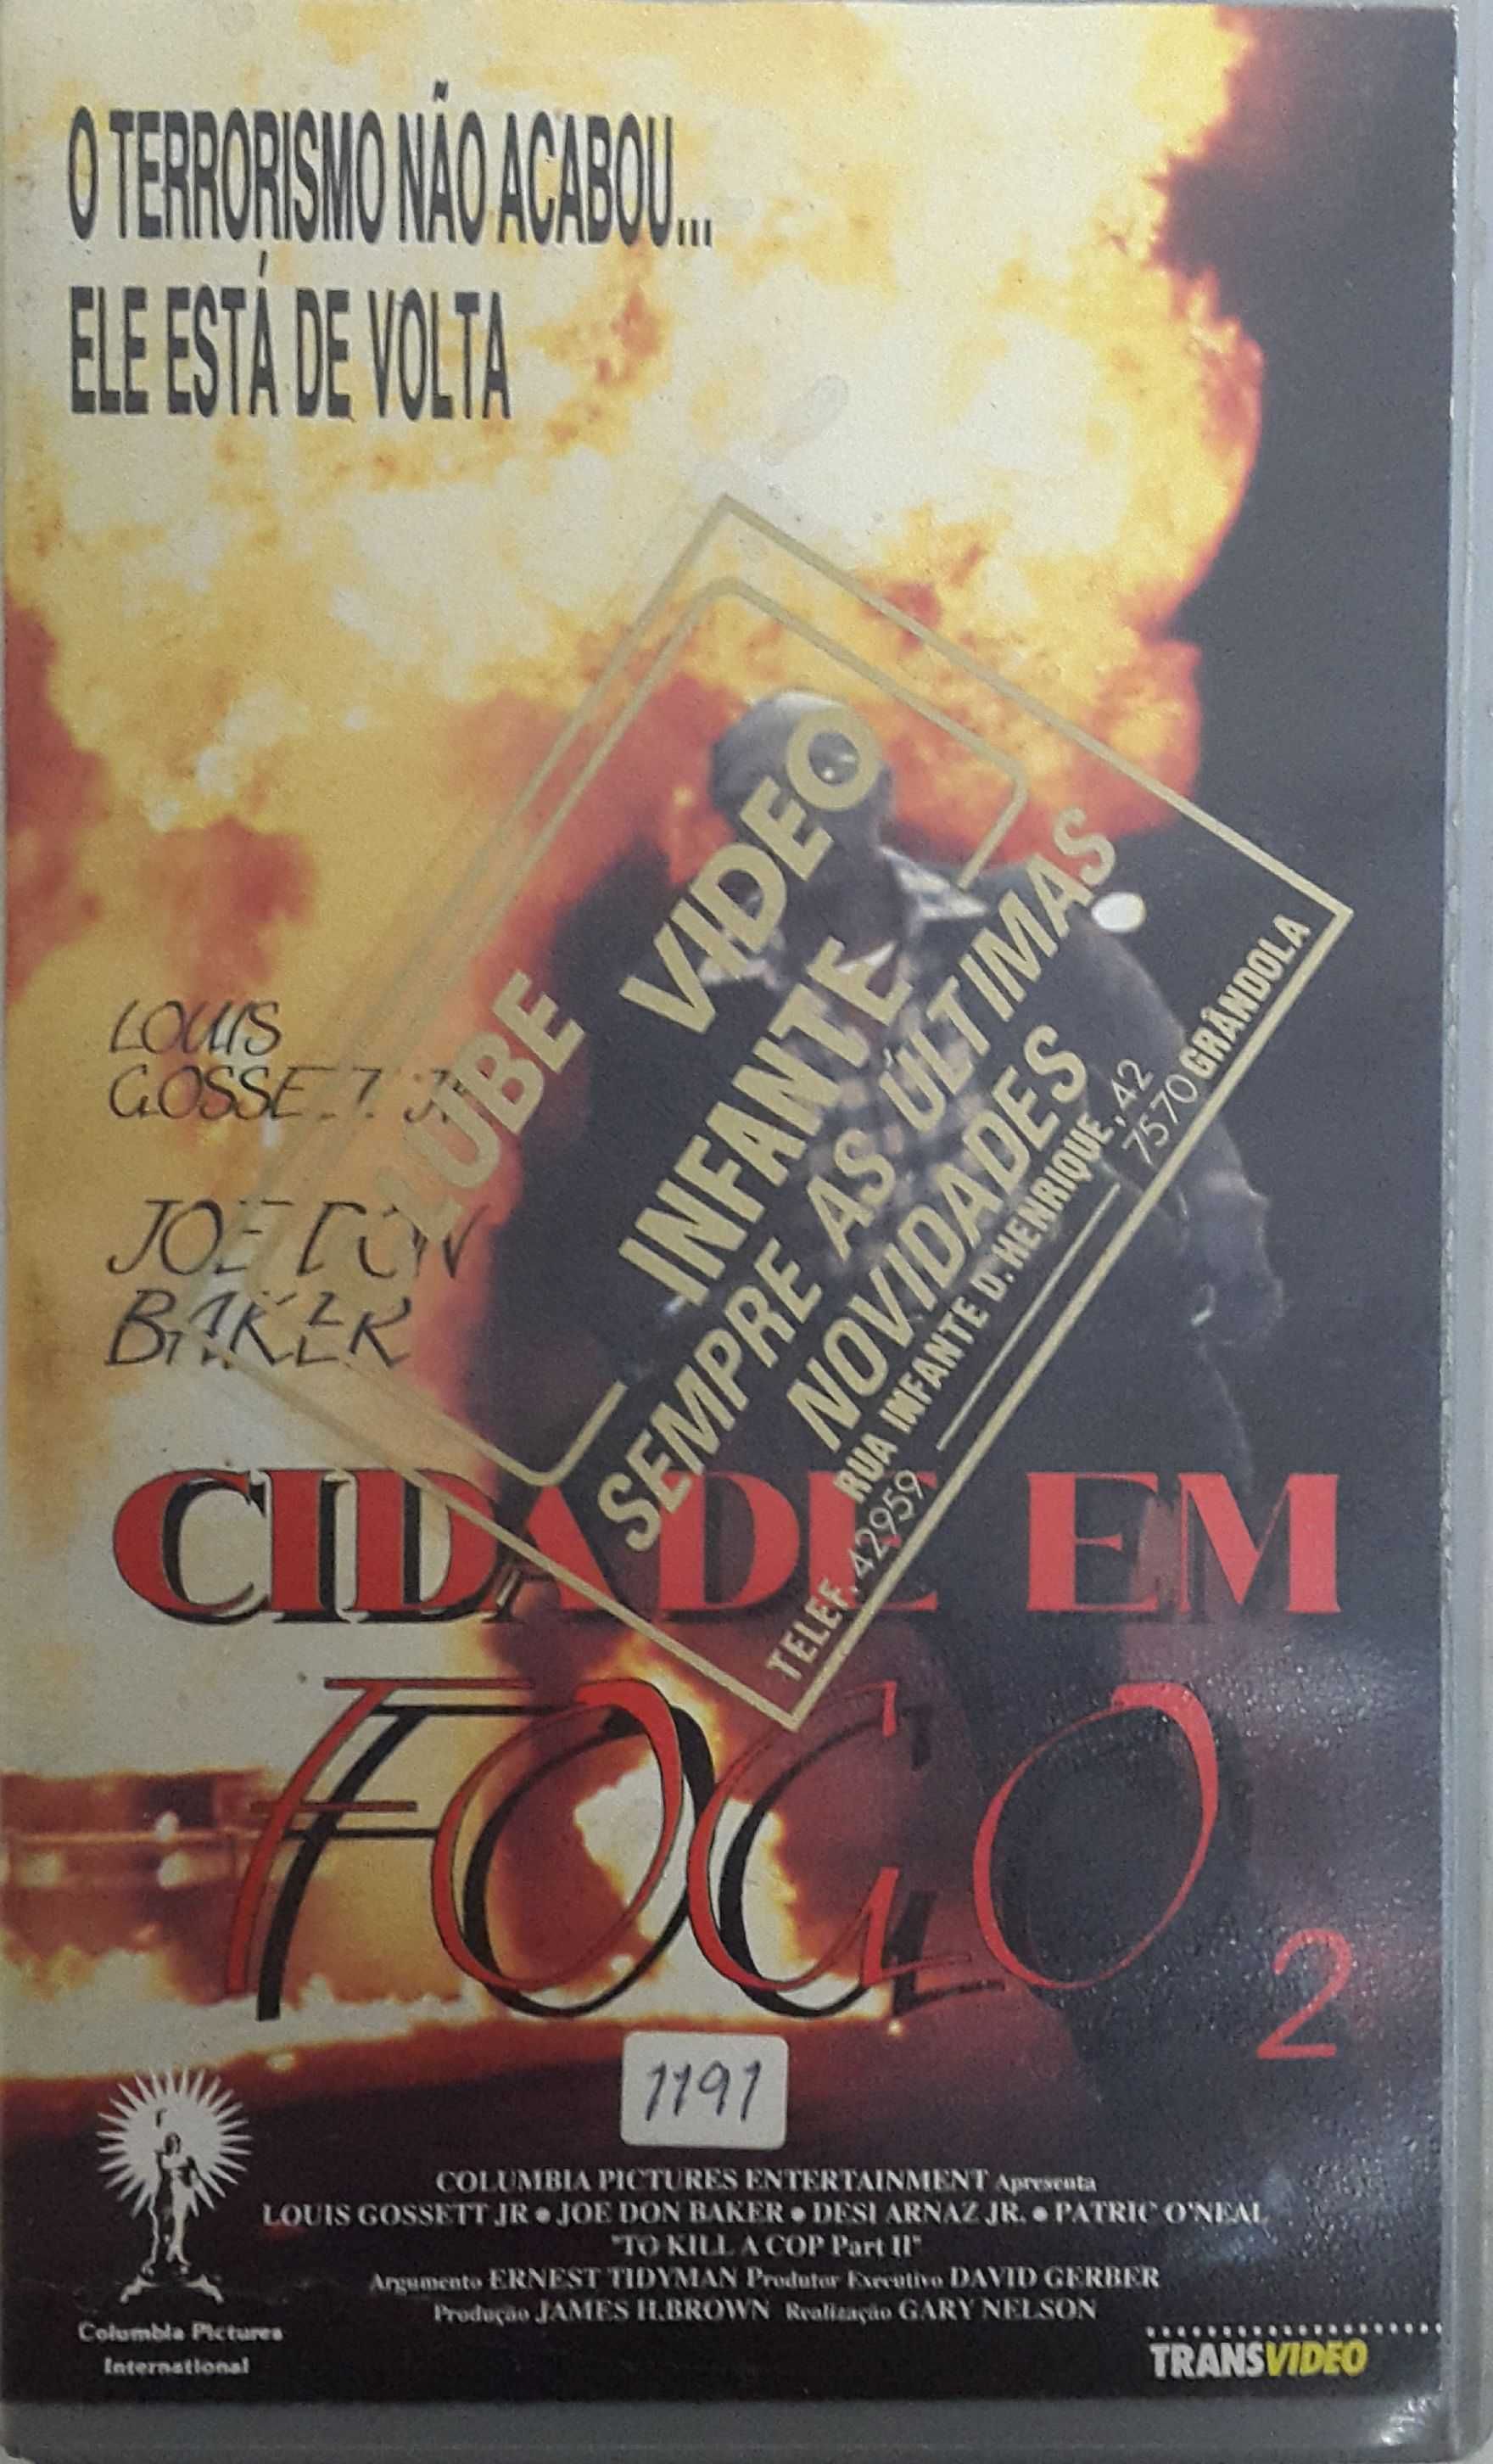 O TERRORISMO NÃO ACABOU...
ELE ESTÁ DE VOLTA
LOUIS
GOSSETT JR
JOE DON
BAKER
CLUBE VIDEO
INFANTE
SEMPRE AS ÚLTIMAS
NOVIDADES
RUA INFANTE D. HENRIQUE, 42
TELEF. 42959 7570 GRÂNDOLA
CIDADE EM
FOGO 2
1191
COLUMBIA PICTURES ENTERTAINMENT Apresenta
LOUIS GOSSETT JR • JOE DON BAKER • DESI ARNAZ JR. • PATRIC O'NEAL
"TO KILL A COP Part II"
Argumento ERNEST TIDYMAN Produtor Executivo DAVID GERBER
Produção JAMES H.BROWN Realização GARY NELSON
Columbia Pictures
International
TRANSVIDEO